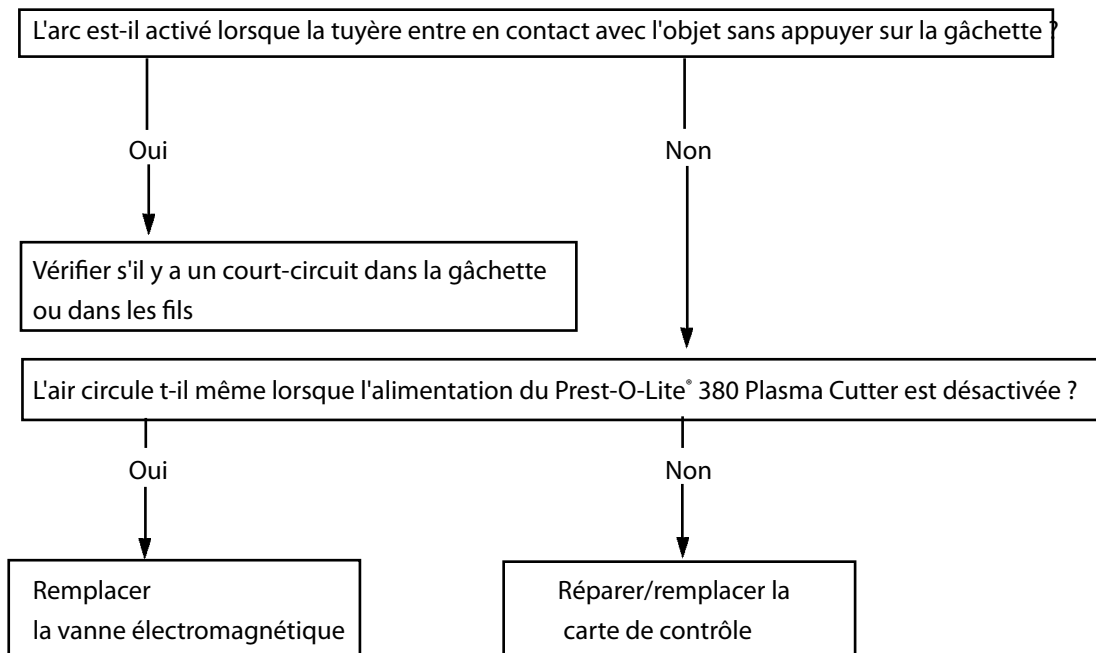 L'arc est-il activé lorsque la tuyère entre en contact avec l'objet sans appuyer sur la gâchette ?
Oui
Non
Vérifier s'il y a un court-circuit dans la gâchette
ou dans les fils
L'air circule t-il même lorsque l'alimentation du Prest-O-Lite® 380 Plasma Cutter est désactivée ?
Oui
Non
Remplacer
la vanne électromagnétique
Réparer/remplacer la
carte de contrôle